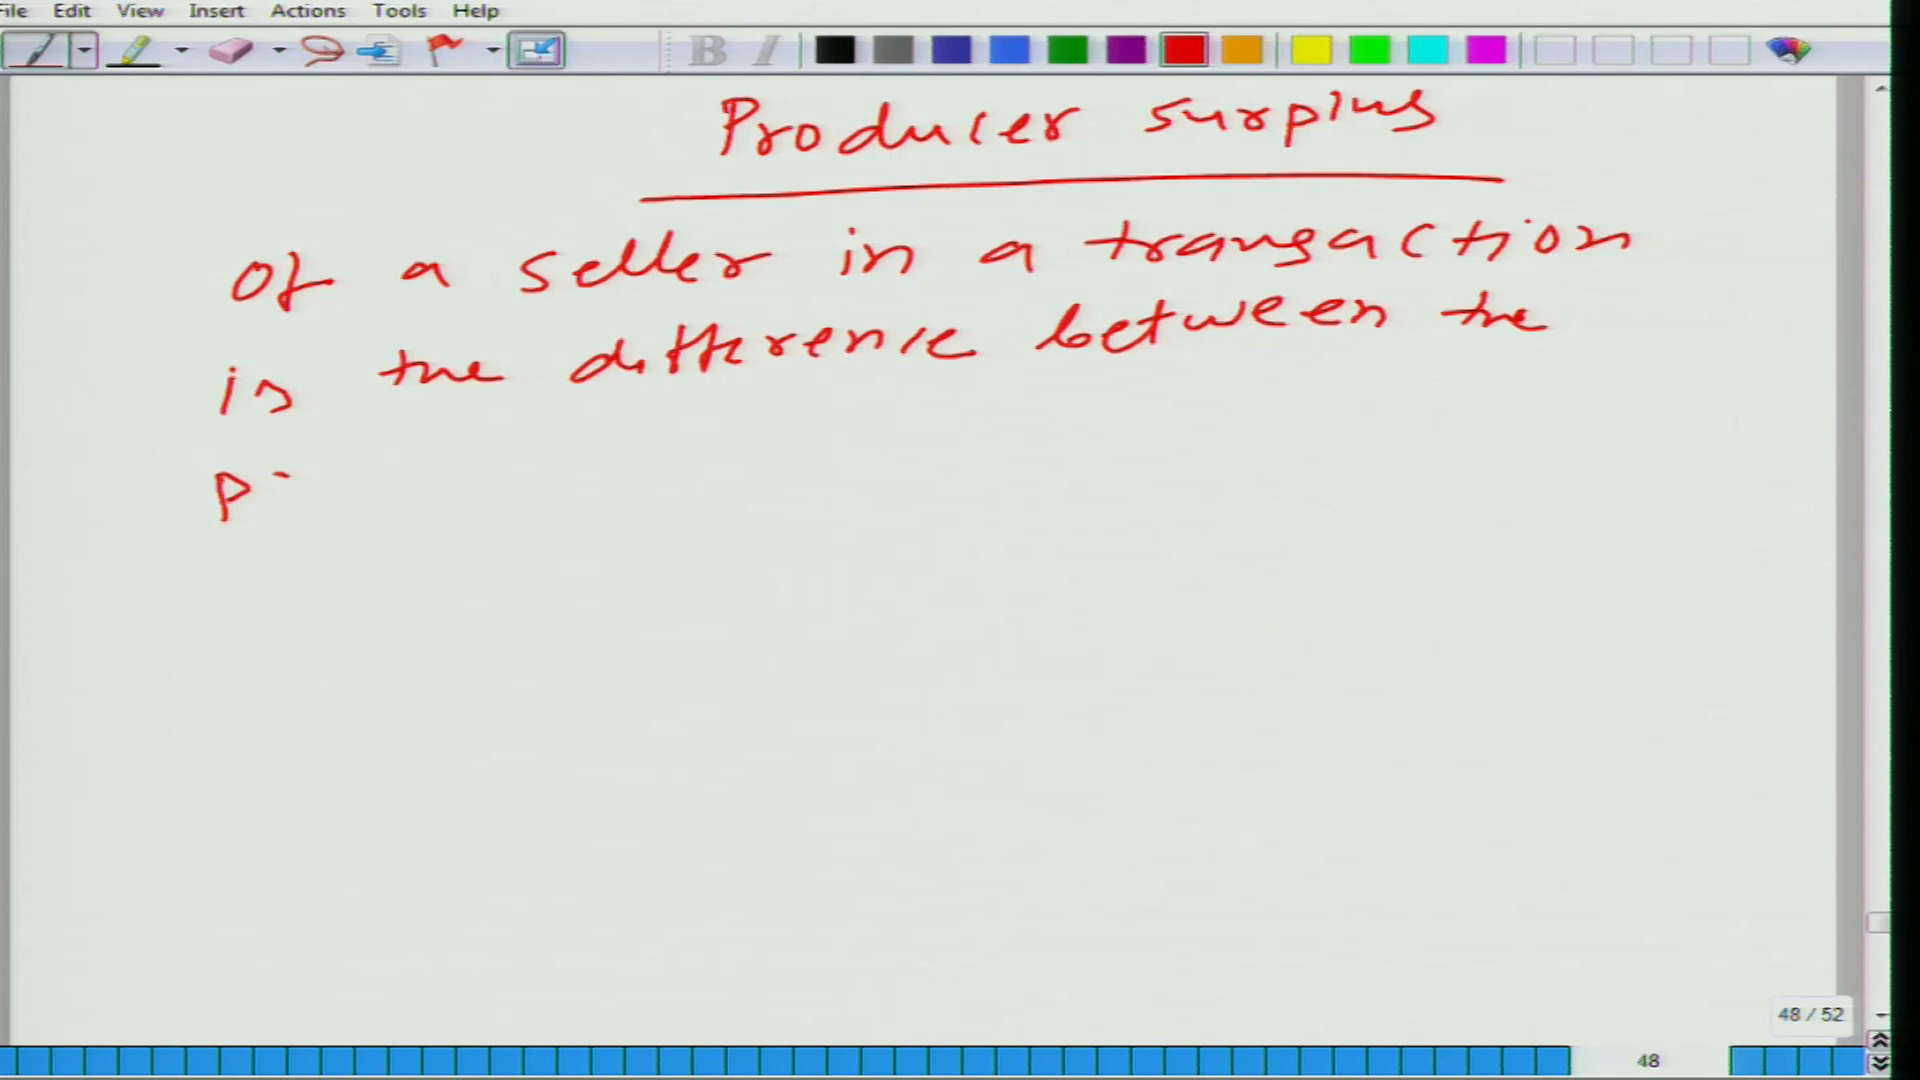 File Edit View Insert Actions Tools Help
B I
Producer surplus
of a seller in a transaction
is the difference between the
p
48 / 52
48